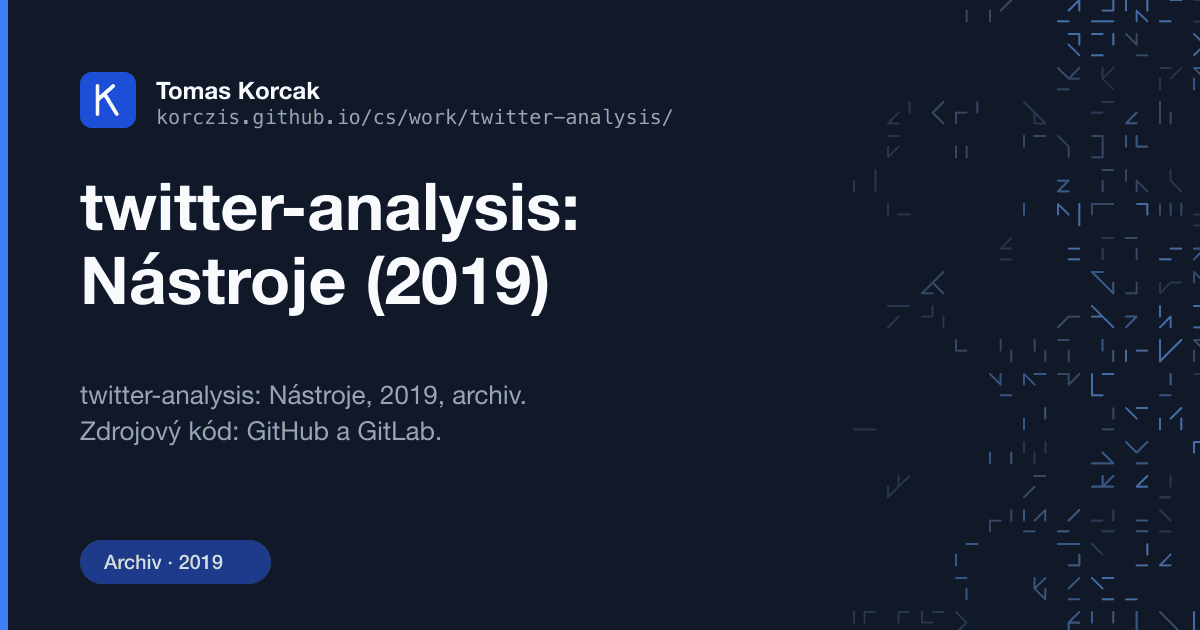 Tomas Korcak
korczis.github.io/cs/work/twitter-analysis/
twitter-analysis:
Nástroje (2019)
twitter-analysis: Nástroje, 2019, archiv.
Zdrojový kód: GitHub a GitLab.
Archiv · 2019